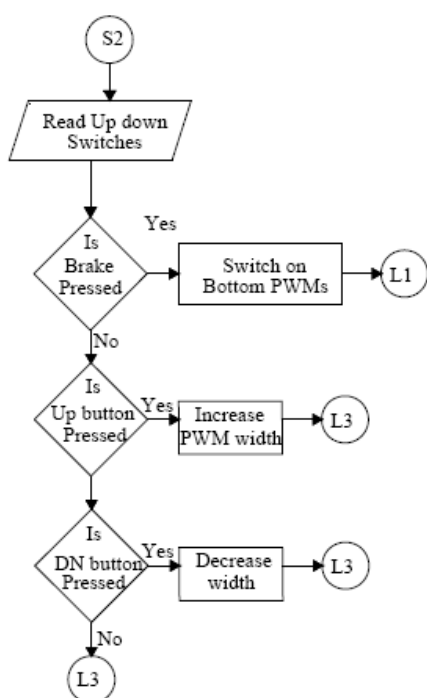 S2
Read Up down
Switches
Yes
Is
Brake
Pressed
Switch on
Bottom PWMs
L1
No
Is
Up button
Pressed
Yes
Increase
PWM width
L3
Is
DN button
Pressed
Yes
Decrease
width
L3
No
L3